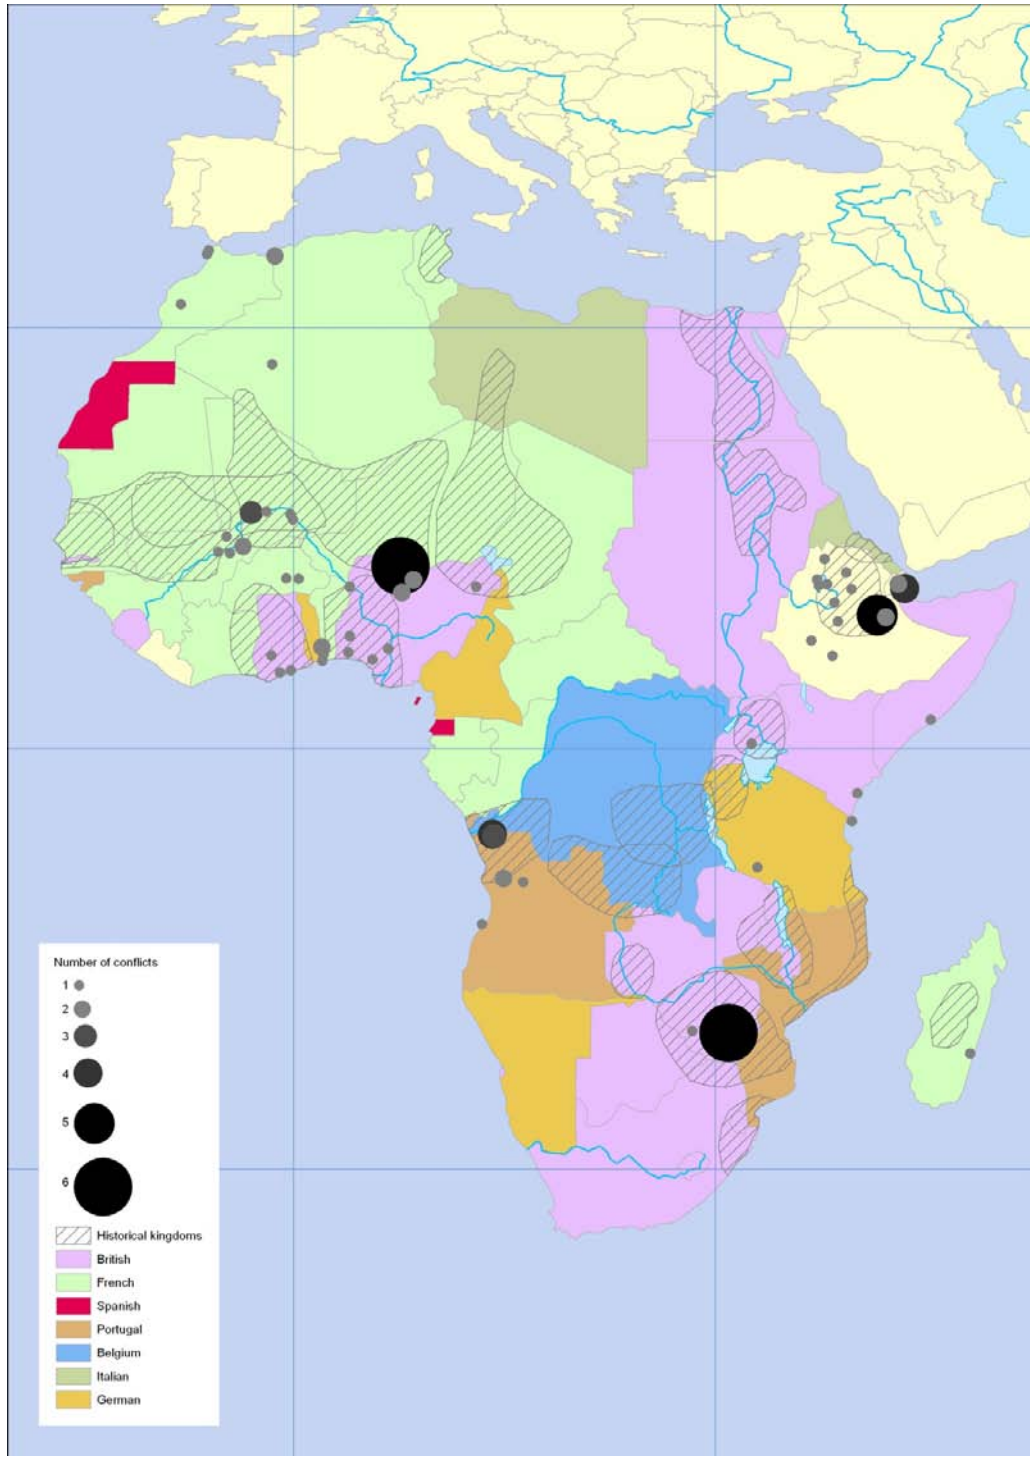 Number of conflicts
1
2
3
4
5
6
Historical kingdoms
British
French
Spanish
Portugal
Belgium
Italian
German